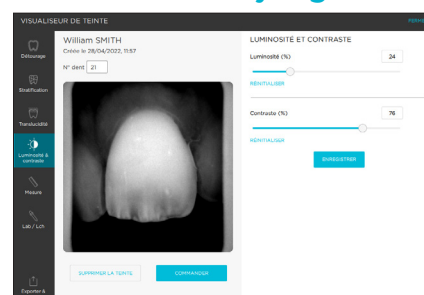 VISUALISEUR DE TEINTE
FERME
Détourage
Stratification
Translucidité
Luminosité &
contraste
Mesure
Lab / Lch
Exporter &
William SMITH
Créée le 28/04/2022, 11:57
N° dent 21
SUPPRIMER LA TEINTE
COMMANDER
LUMINOSITÉ ET CONTRASTE
Luminosité (%) 24
RÉINITIALISER
Contraste (%) 76
RÉINITIALISER
ENREGISTRER